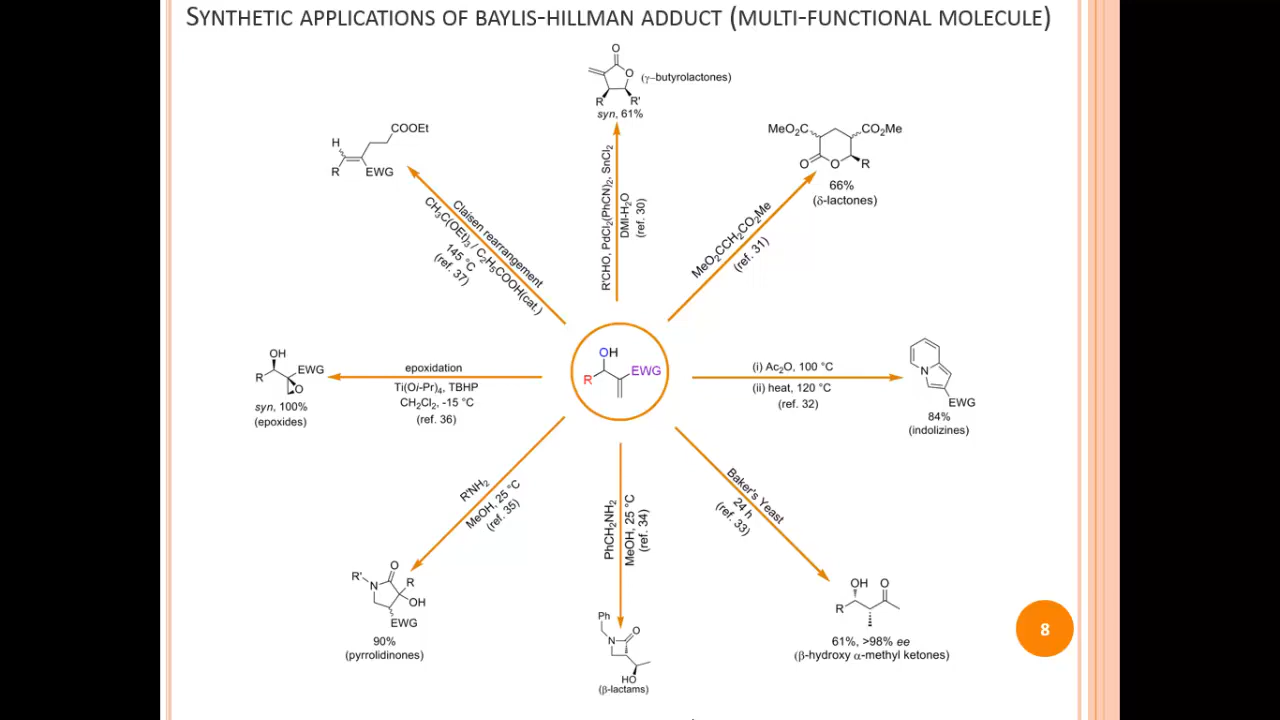 SYNTHETIC APPLICATIONS OF BAYLIS-HILLMAN ADDUCT (MULTI-FUNCTIONAL MOLECULE)
O
O
R
R'
(γ–butyrolactones)
syn, 61%
R'CHO, PdCl2(PhCN)2, SnCl2
DMI-H2O
(ref. 30)
MeO2C
CO2Me
O
O
R
66%
(δ-lactones)
MeO2CCH2CO2Me
(ref. 31)
COOEt
H
R
EWG
Claisen rearrangement
CH3C(OEt)3 / C2H5COOH(cat.)
145 °C
(ref. 37)
OH
R
EWG
O
syn, 100%
(epoxides)
epoxidation
Ti(Oi-Pr)4, TBHP
CH2Cl2, -15 °C
(ref. 36)
OH
R
EWG
(i) Ac2O, 100 °C
(ii) heat, 120 °C
(ref. 32)
N
EWG
84%
(indolizines)
R'NH2
MeOH, 25 °C
(ref. 35)
PhCH2NH2
MeOH, 25 °C
(ref. 34)
Baker's Yeast
24 h
(ref. 33)
R'
N
O
R
OH
EWG
90%
(pyrrolidinones)
Ph
N
O
HO
(β-lactams)
OH
O
R
61%, >98% ee
(β-hydroxy α-methyl ketones)
8